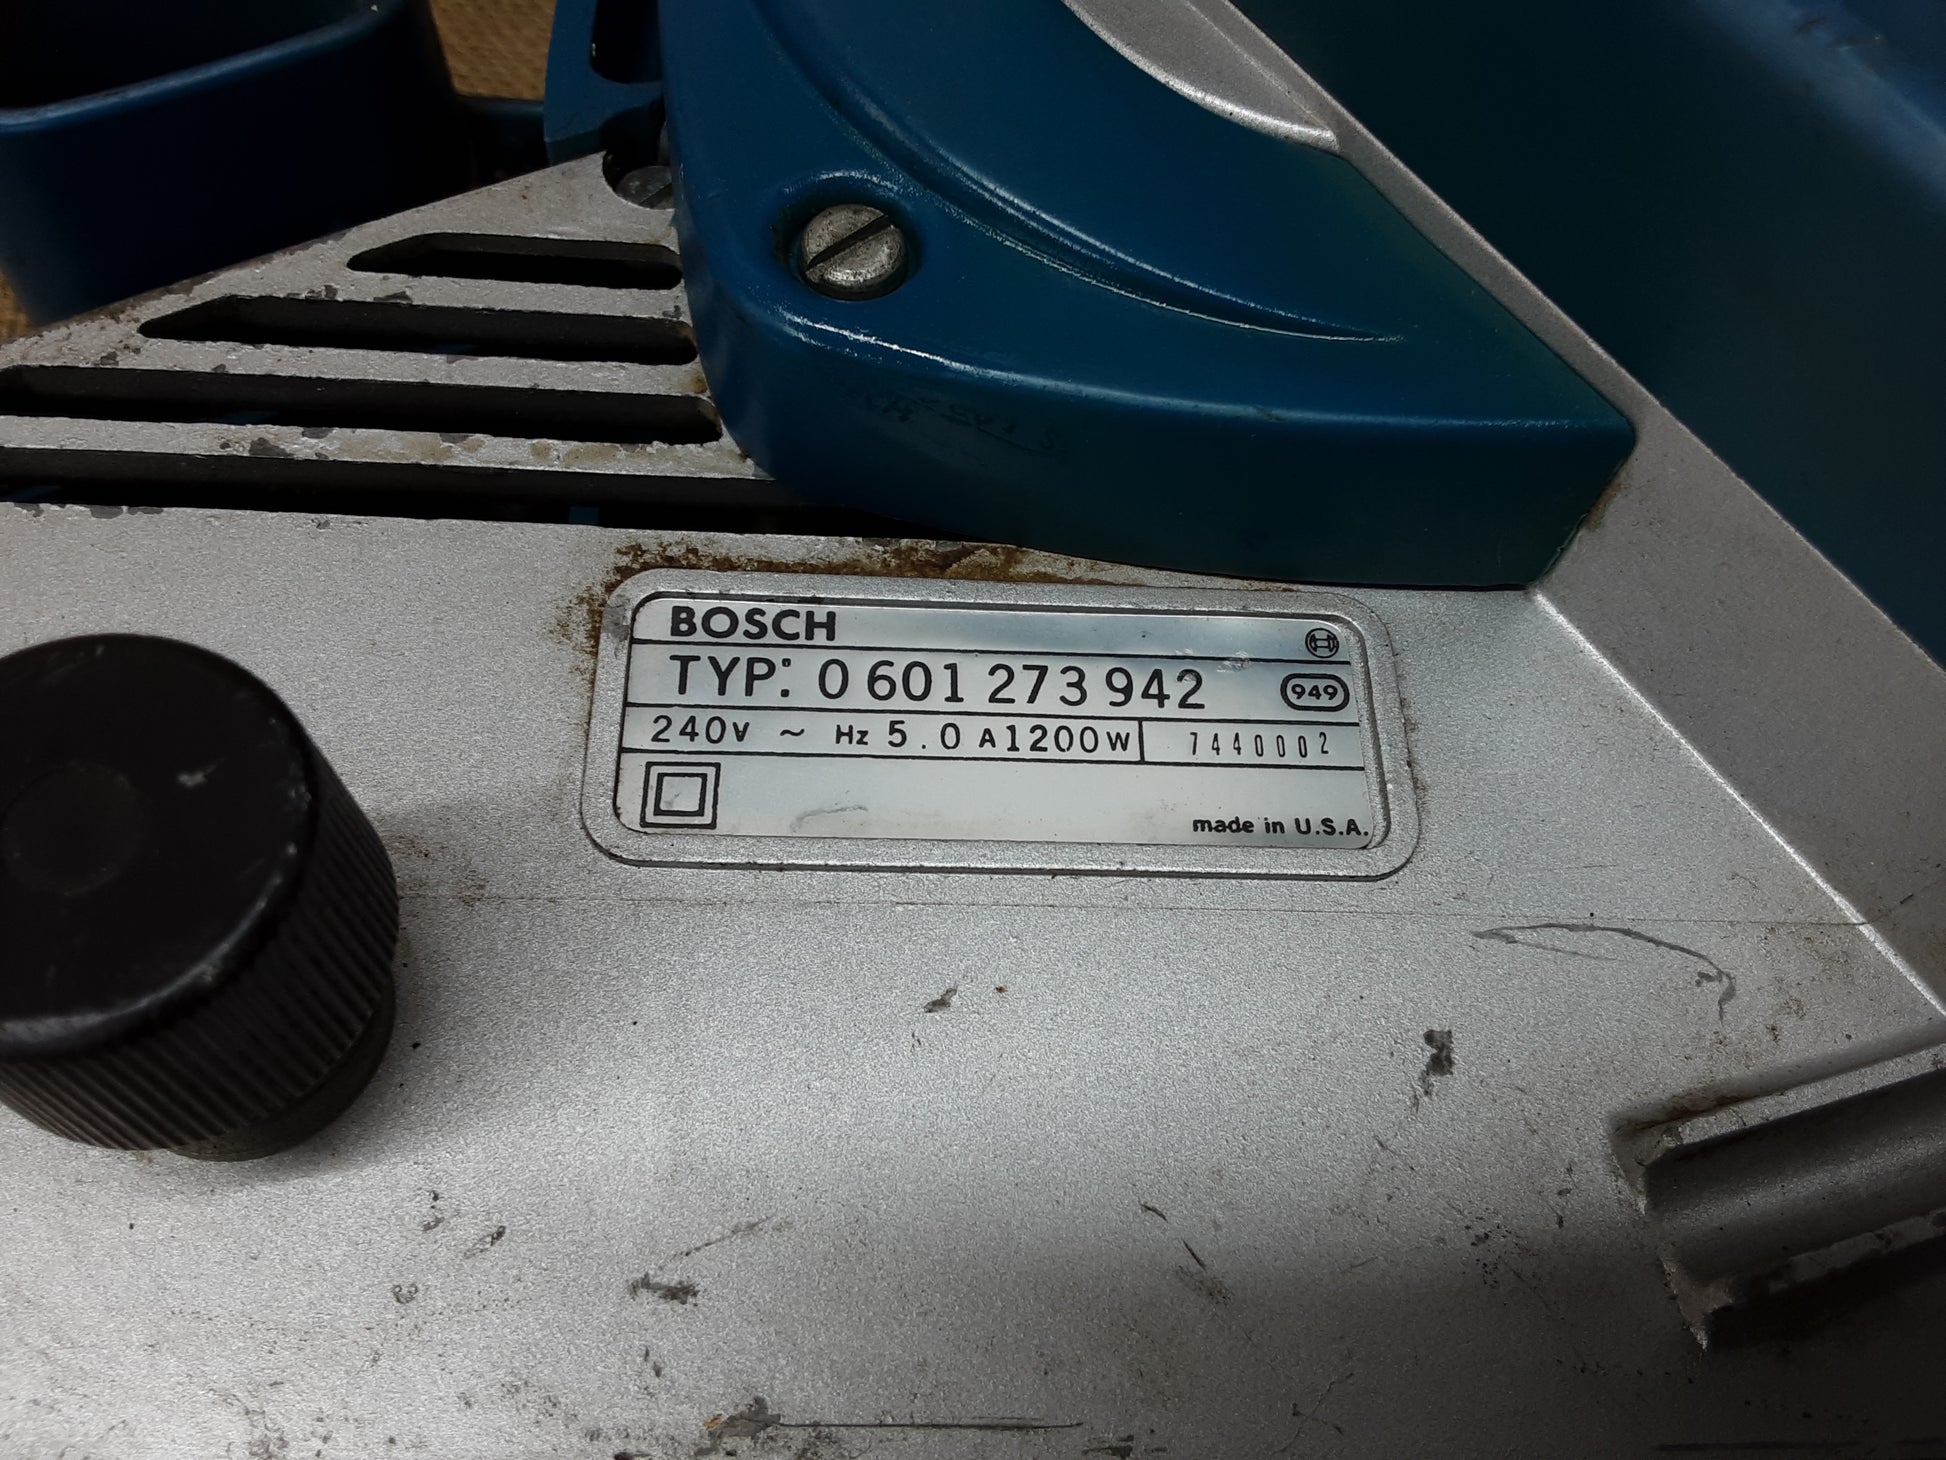 BOSCH
TYP: 0 601 273 942 949
240V ~ Hz 5.0 A 1200W 7440002
made in U.S.A.